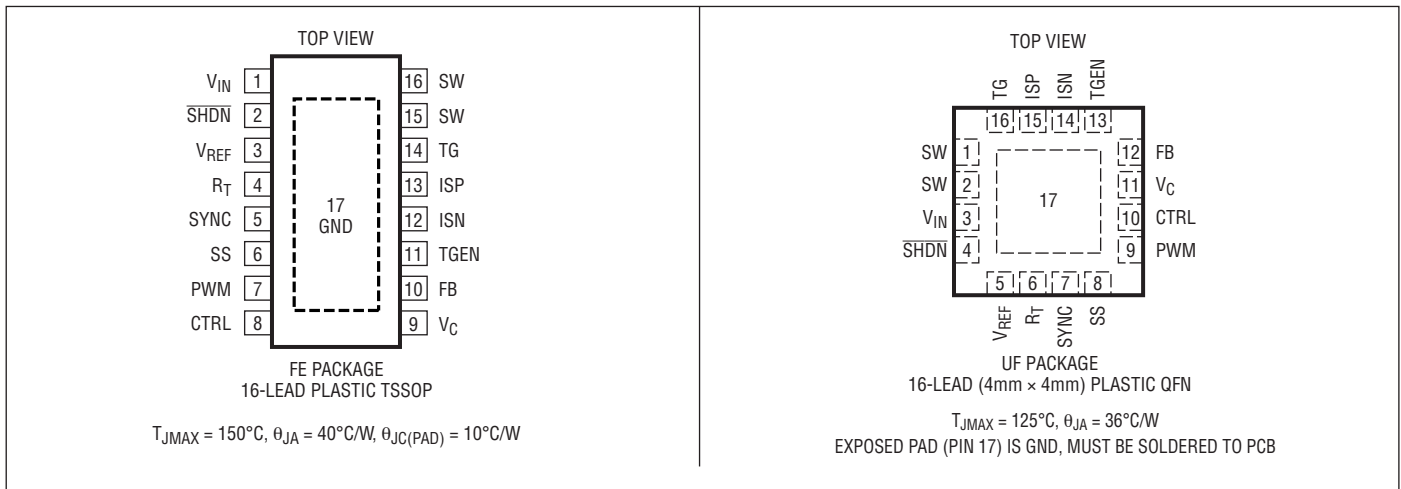 TOP VIEW
VIN 1
SHDN 2
VREF 3
RT 4
SYNC 5
SS 6
PWM 7
CTRL 8
16 SW
15 SW
14 TG
13 ISP
12 ISN
11 TGEN
10 FB
9 VC
17
GND
FE PACKAGE
16-LEAD PLASTIC TSSOP
TJMAX = 150°C, θJA = 40°C/W, θJC(PAD) = 10°C/W
TOP VIEW
TG ISP ISN TGEN
16 15 14 13
SW 1
SW 2
VIN 3
SHDN 4
12 FB
11 VC
10 CTRL
9 PWM
17
5 6 7 8
VREF RT SYNC SS
UF PACKAGE
16-LEAD (4mm × 4mm) PLASTIC QFN
TJMAX = 125°C, θJA = 36°C/W
EXPOSED PAD (PIN 17) IS GND, MUST BE SOLDERED TO PCB